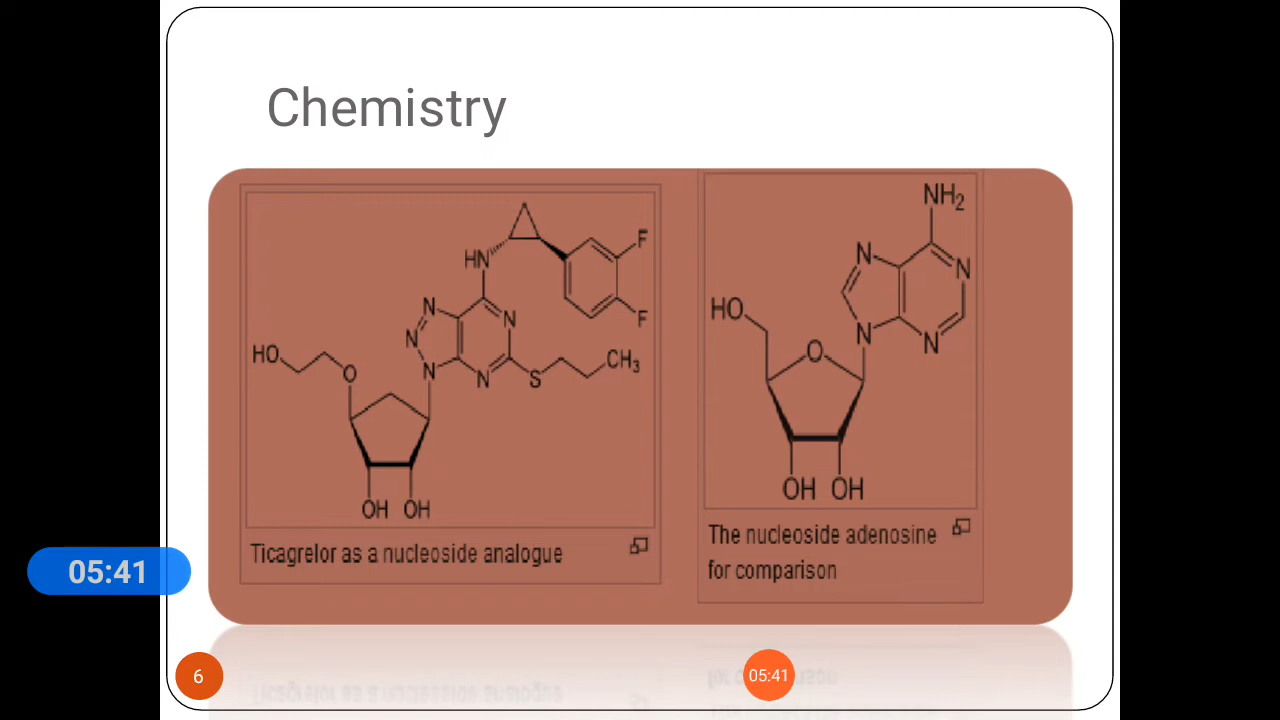 Chemistry
HN
F
F
N
N
N
N
N
HO
O
S
CH₃
OH OH
Ticagrelor as a nucleoside analogue
NH₂
N
N
N
N
HO
O
OH OH
The nucleoside adenosine
for comparison
05:41
6
05:41